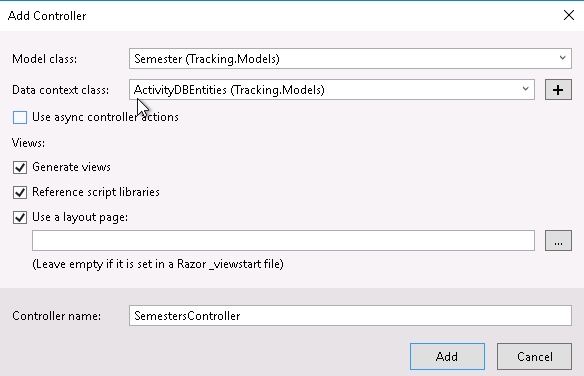 Add Controller
Model class: Semester (Tracking.Models)
Data context class: ActivityDBEntities (Tracking.Models) +
Use async controller actions
Views:
Generate views
Reference script libraries
Use a layout page:
...
(Leave empty if it is set in a Razor _viewstart file)
Controller name: SemestersController
Add Cancel